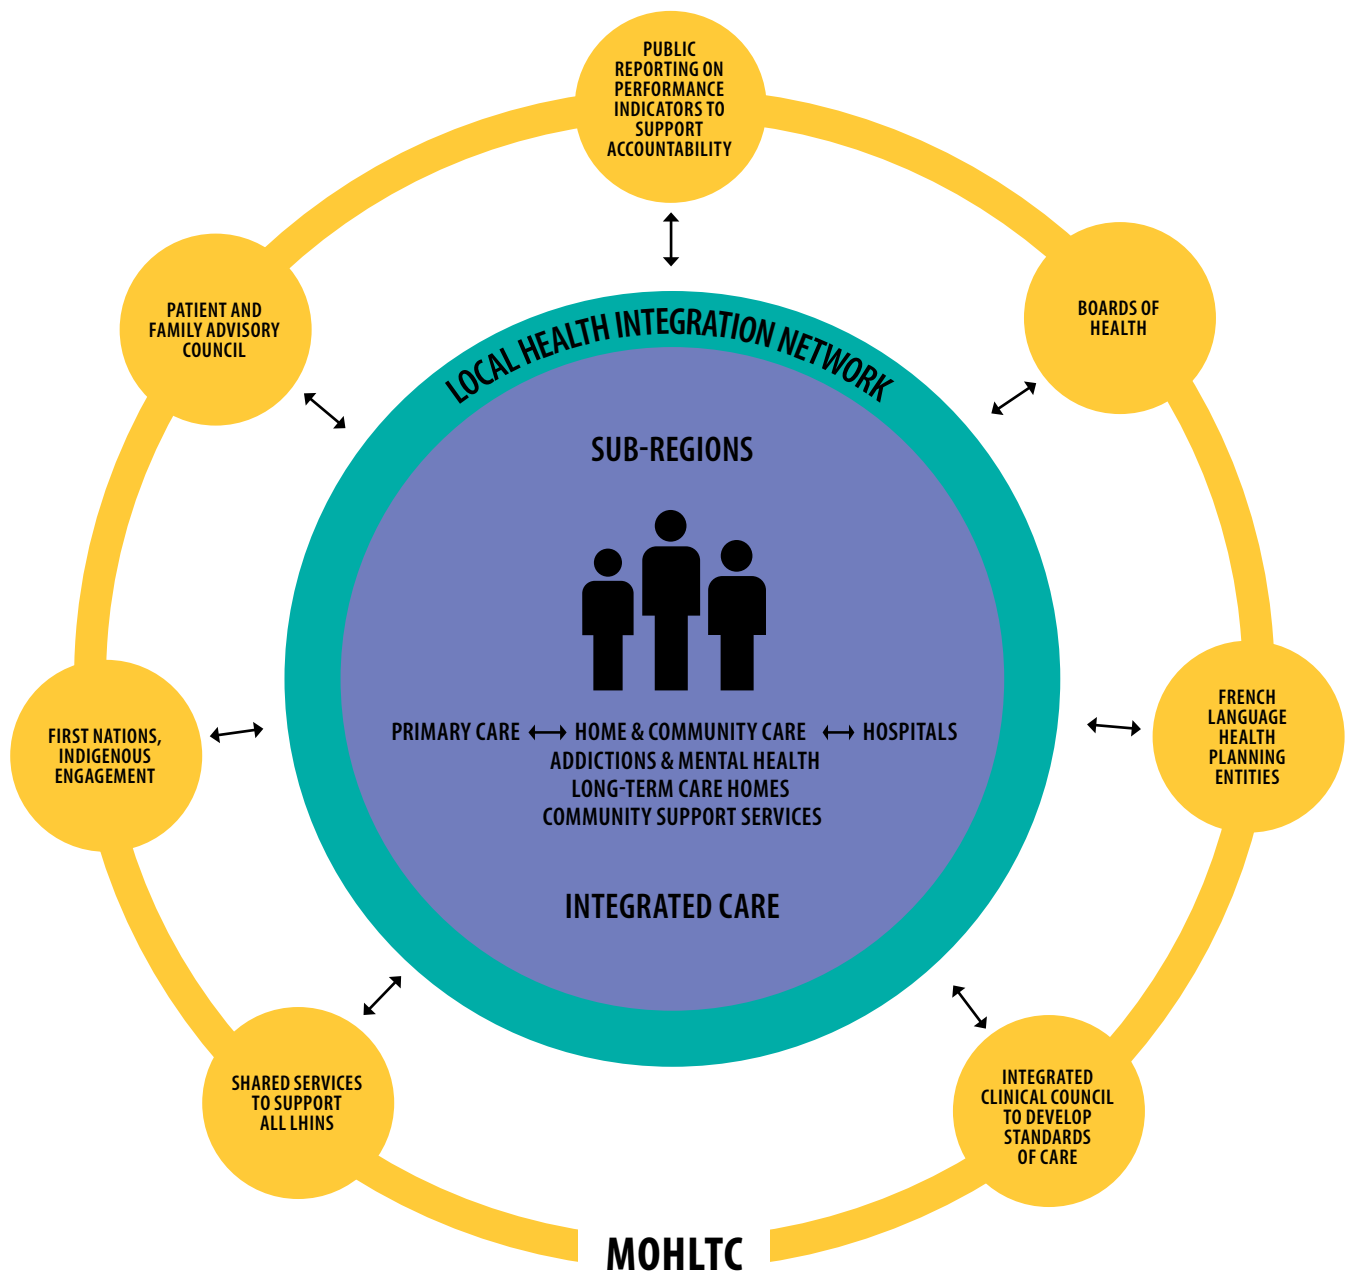 PUBLIC
REPORTING ON
PERFORMANCE
INDICATORS TO
SUPPORT
ACCOUNTABILITY
PATIENT AND
FAMILY ADVISORY
COUNCIL
BOARDS OF
HEALTH
LOCAL HEALTH INTEGRATION NETWORK
SUB-REGIONS
PRIMARY CARE HOME & COMMUNITY CARE HOSPITALS
ADDICTIONS & MENTAL HEALTH
LONG-TERM CARE HOMES
COMMUNITY SUPPORT SERVICES
INTEGRATED CARE
FIRST NATIONS,
INDIGENOUS
ENGAGEMENT
FRENCH
LANGUAGE
HEALTH
PLANNING
ENTITIES
SHARED SERVICES
TO SUPPORT
ALL LHINS
INTEGRATED
CLINICAL COUNCIL
TO DEVELOP
STANDARDS
OF CARE
MOHLTC